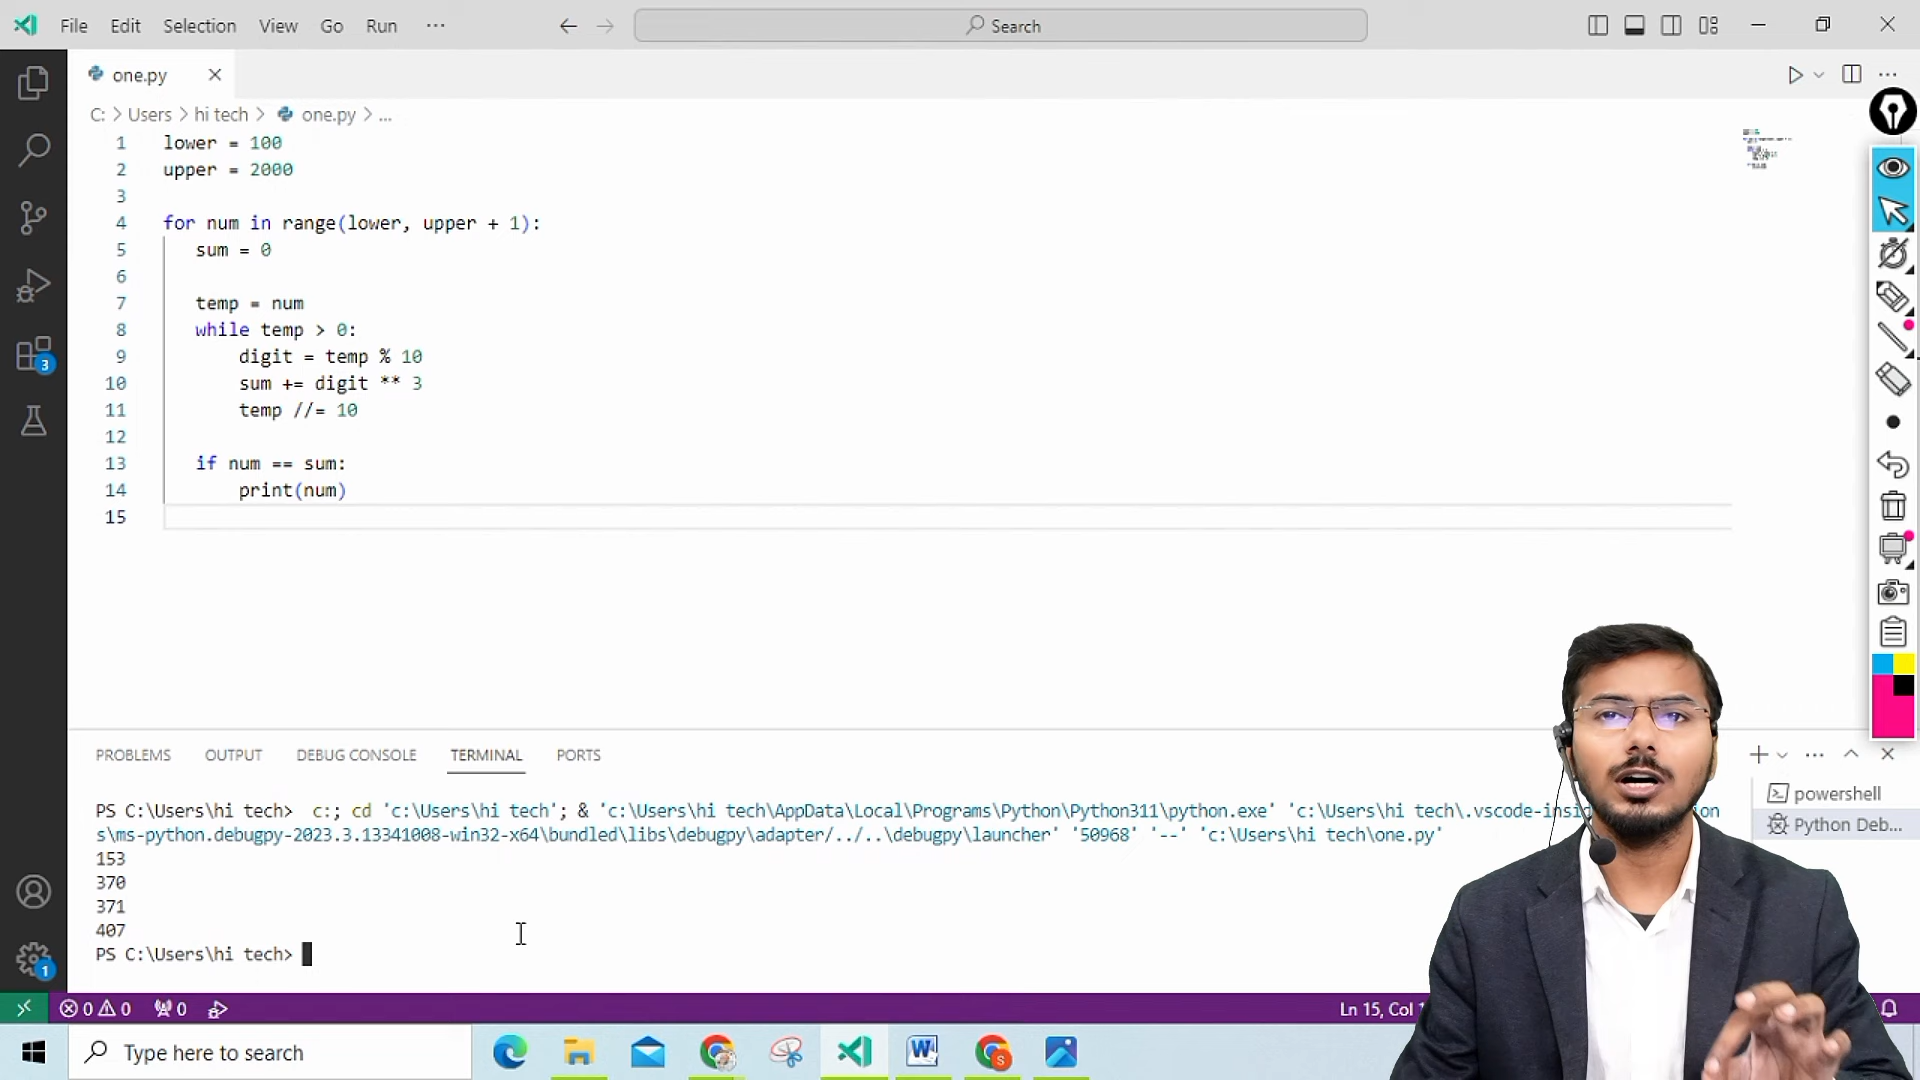 File Edit Selection View Go Run ···
Search
one.py
C: > Users > hi tech > one.py > ...
1 lower = 100
2 upper = 2000
3
4 for num in range(lower, upper + 1):
5 sum = 0
6
7 temp = num
8 while temp > 0:
9 digit = temp % 10
10 sum += digit ** 3
11 temp //= 10
12
13 if num == sum:
14 print(num)
15
3
1
PROBLEMS OUTPUT DEBUG CONSOLE TERMINAL PORTS
powershell
Python Deb...
PS C:\Users\hi tech> c:; cd 'c:\Users\hi tech'; & 'c:\Users\hi tech\AppData\Local\Programs\Python\Python311\python.exe' 'c:\Users\hi tech\.vscode-insid ion
s\ms-python.debugpy-2023.3.13341008-win32-x64\bundled\libs\debugpy\adapter/../..\debugpy\launcher' '50968' '--' 'c:\Users\hi tech\one.py'
153
370
371
407
PS C:\Users\hi tech>
0 0 0
Ln 15, Col
Type here to search
W
S